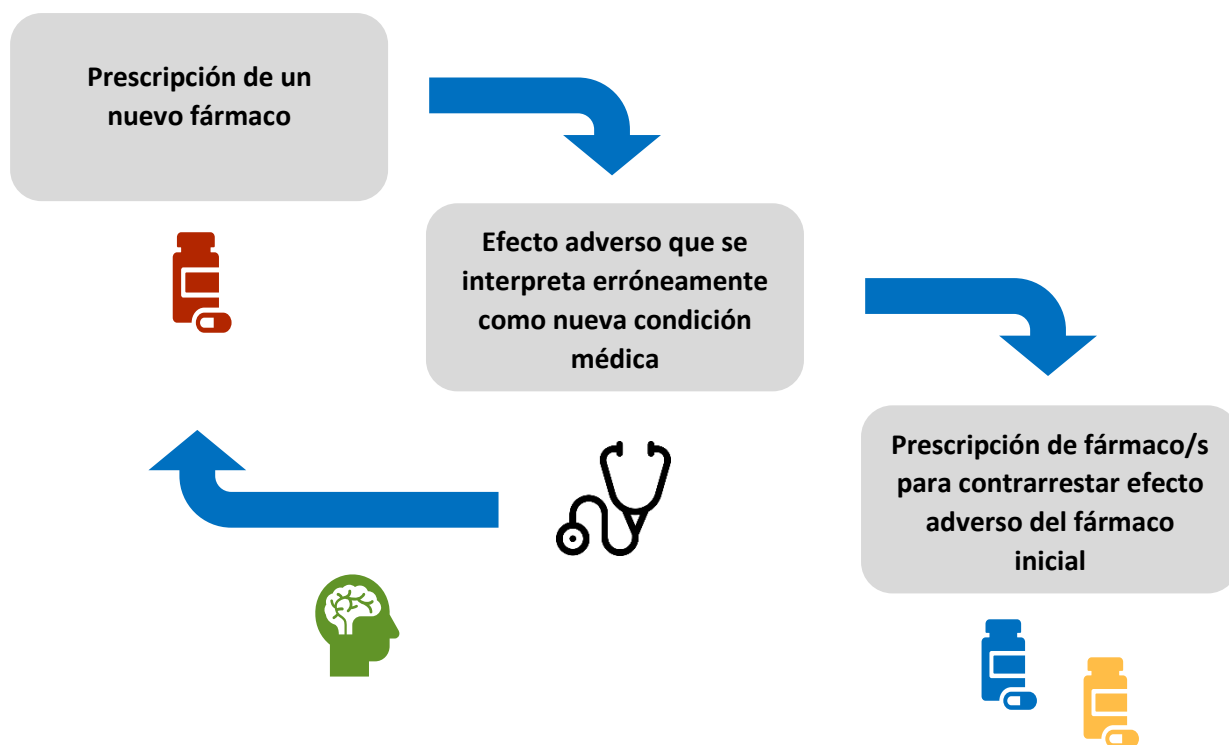 Prescripción de un
nuevo fármaco
Efecto adverso que se
interpreta erróneamente
como nueva condición
médica
Prescripción de fármaco/s
para contrarrestar efecto
adverso del fármaco
inicial